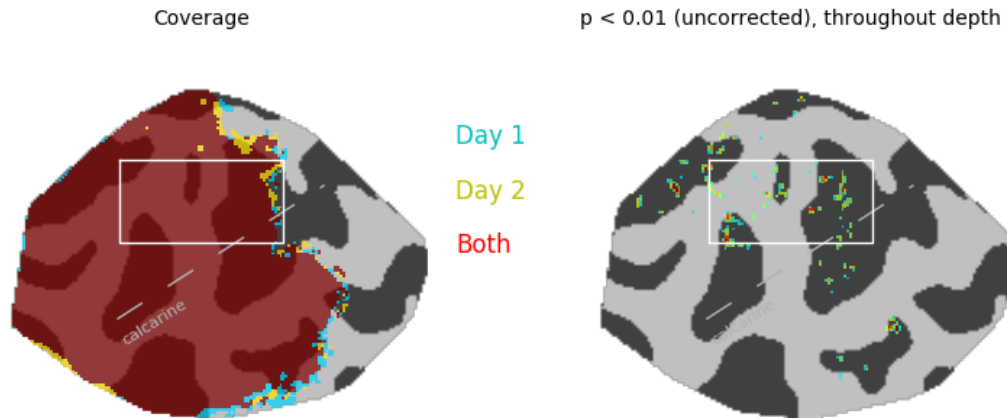 Coverage
p < 0.01 (uncorrected), throughout depth
Day 1
Day 2
Both
calcarine
calcarine